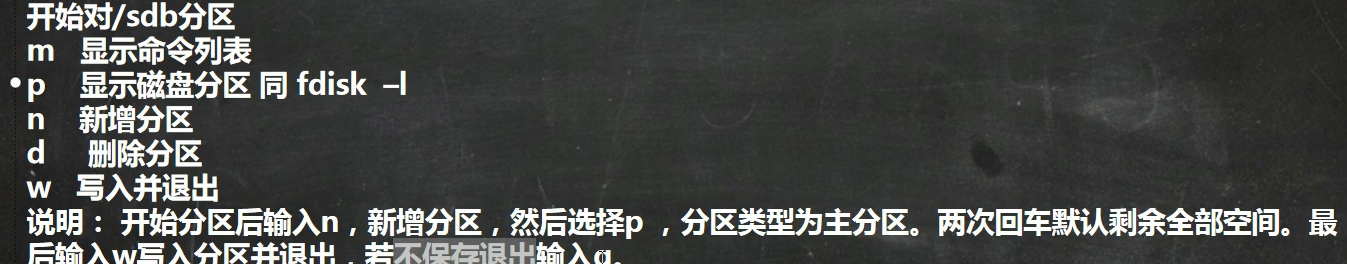 开始对/sdb分区
m 显示命令列表
•p 显示磁盘分区 同 fdisk –l
n 新增分区
d 删除分区
w 写入并退出
说明： 开始分区后输入n，新增分区，然后选择p ，分区类型为主分区。两次回车默认剩余全部空间。最
后输入w写入分区并退出，若不保存退出输入q。